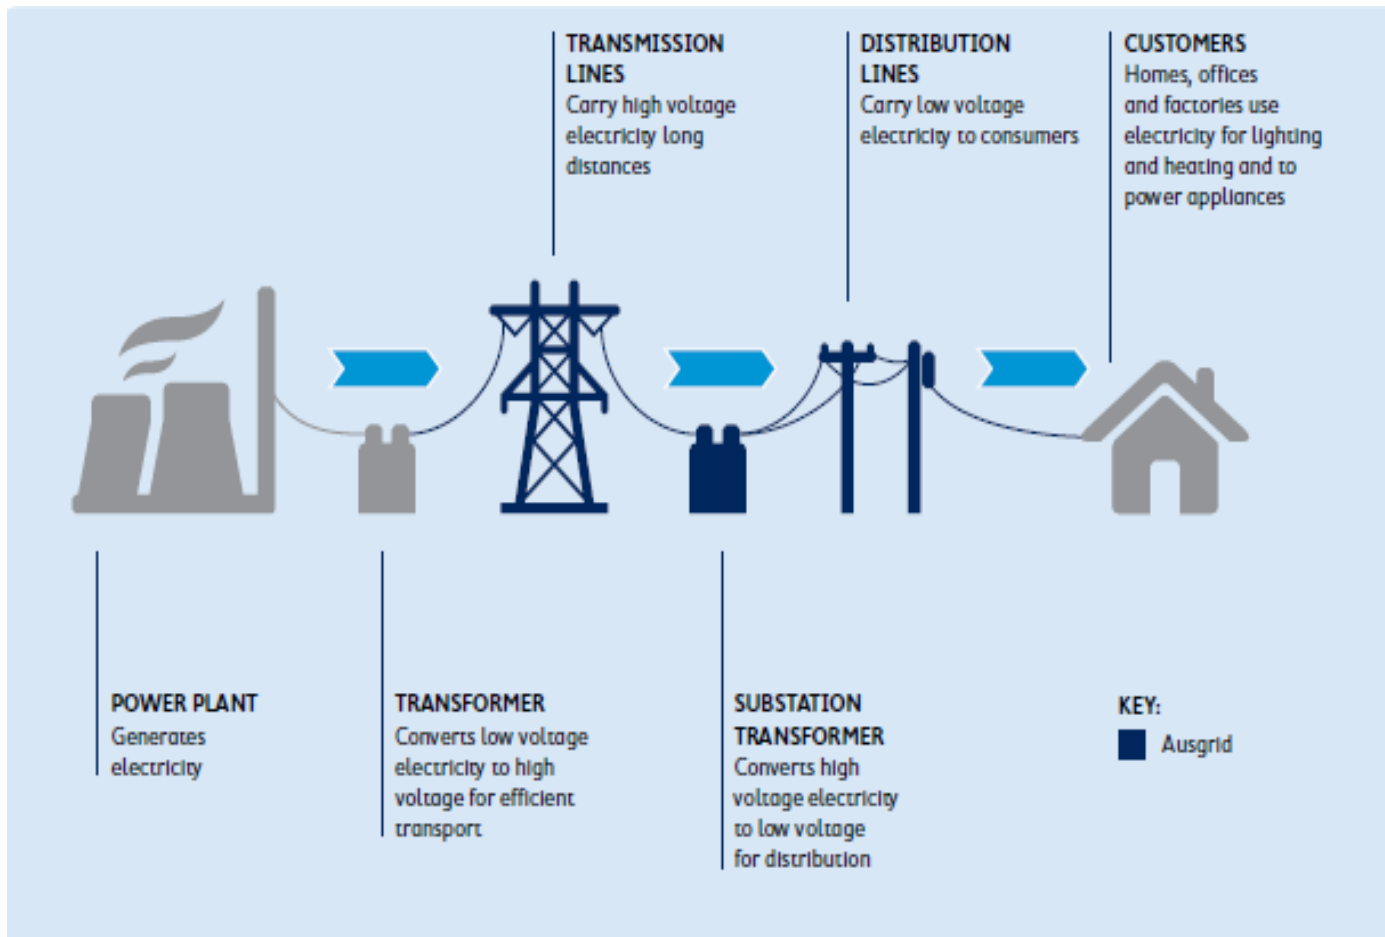 TRANSMISSION
LINES
Carry high voltage
electricity long
distances
DISTRIBUTION
LINES
Carry low voltage
electricity to consumers
CUSTOMERS
Homes, offices
and factories use
electricity for lighting
and heating and to
power appliances
POWER PLANT
Generates
electricity
TRANSFORMER
Converts low voltage
electricity to high
voltage for efficient
transport
SUBSTATION
TRANSFORMER
Converts high
voltage electricity
to low voltage
for distribution
KEY:
Ausgrid